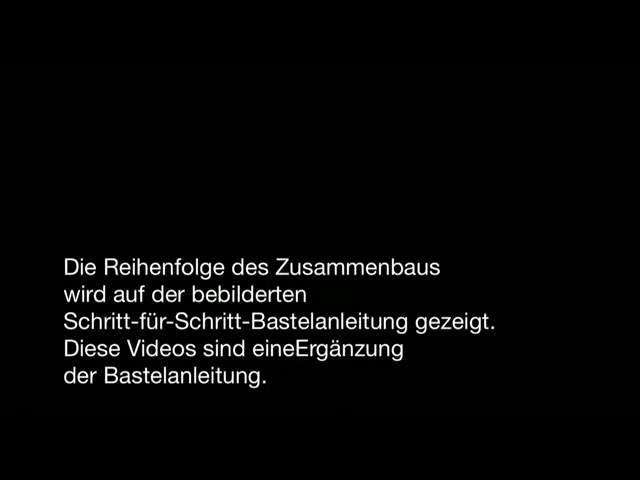 Die Reihenfolge des Zusammenbaus
wird auf der bebilderten
Schritt-für-Schritt-Bastelanleitung gezeigt.
Diese Videos sind eineErgänzung
der Bastelanleitung.